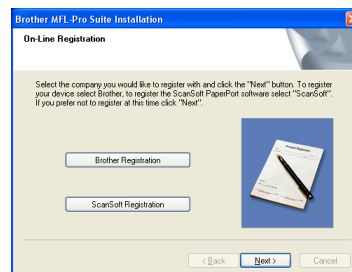 Brother MFL-Pro Suite Installation
On-Line Registration
Select the company you would like to register with and click the "Next" button. To register
your device select Brother, to register the ScanSoft PaperPort software select "ScanSoft".
If you prefer not to register at this time click "Next".
Brother Registration
ScanSoft Registration
< Back
Next >
Cancel